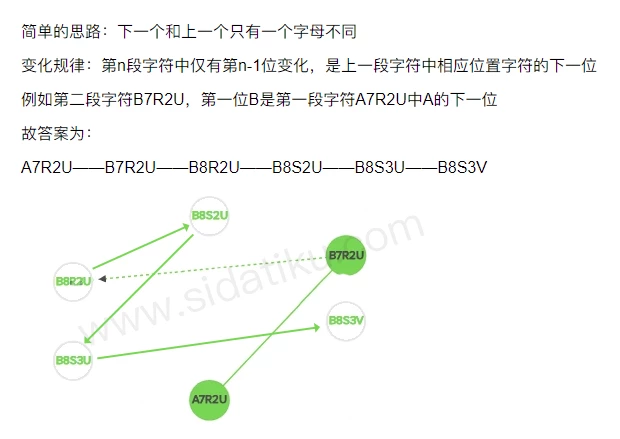 简单的思路：下一个和上一个只有一个字母不同
变化规律：第n段字符中仅有第n-1位变化，是上一段字符中相应位置字符的下一位
例如第二段字符B7R2U，第一位B是第一段字符A7R2U中A的下一位
故答案为：
A7R2U——B7R2U——B8R2U——B8S2U——B8S3U——B8S3V
B8S2U
B7R2U
B8R2U
B8S3V
B8S3U
A7R2U
www.sidatiku.com